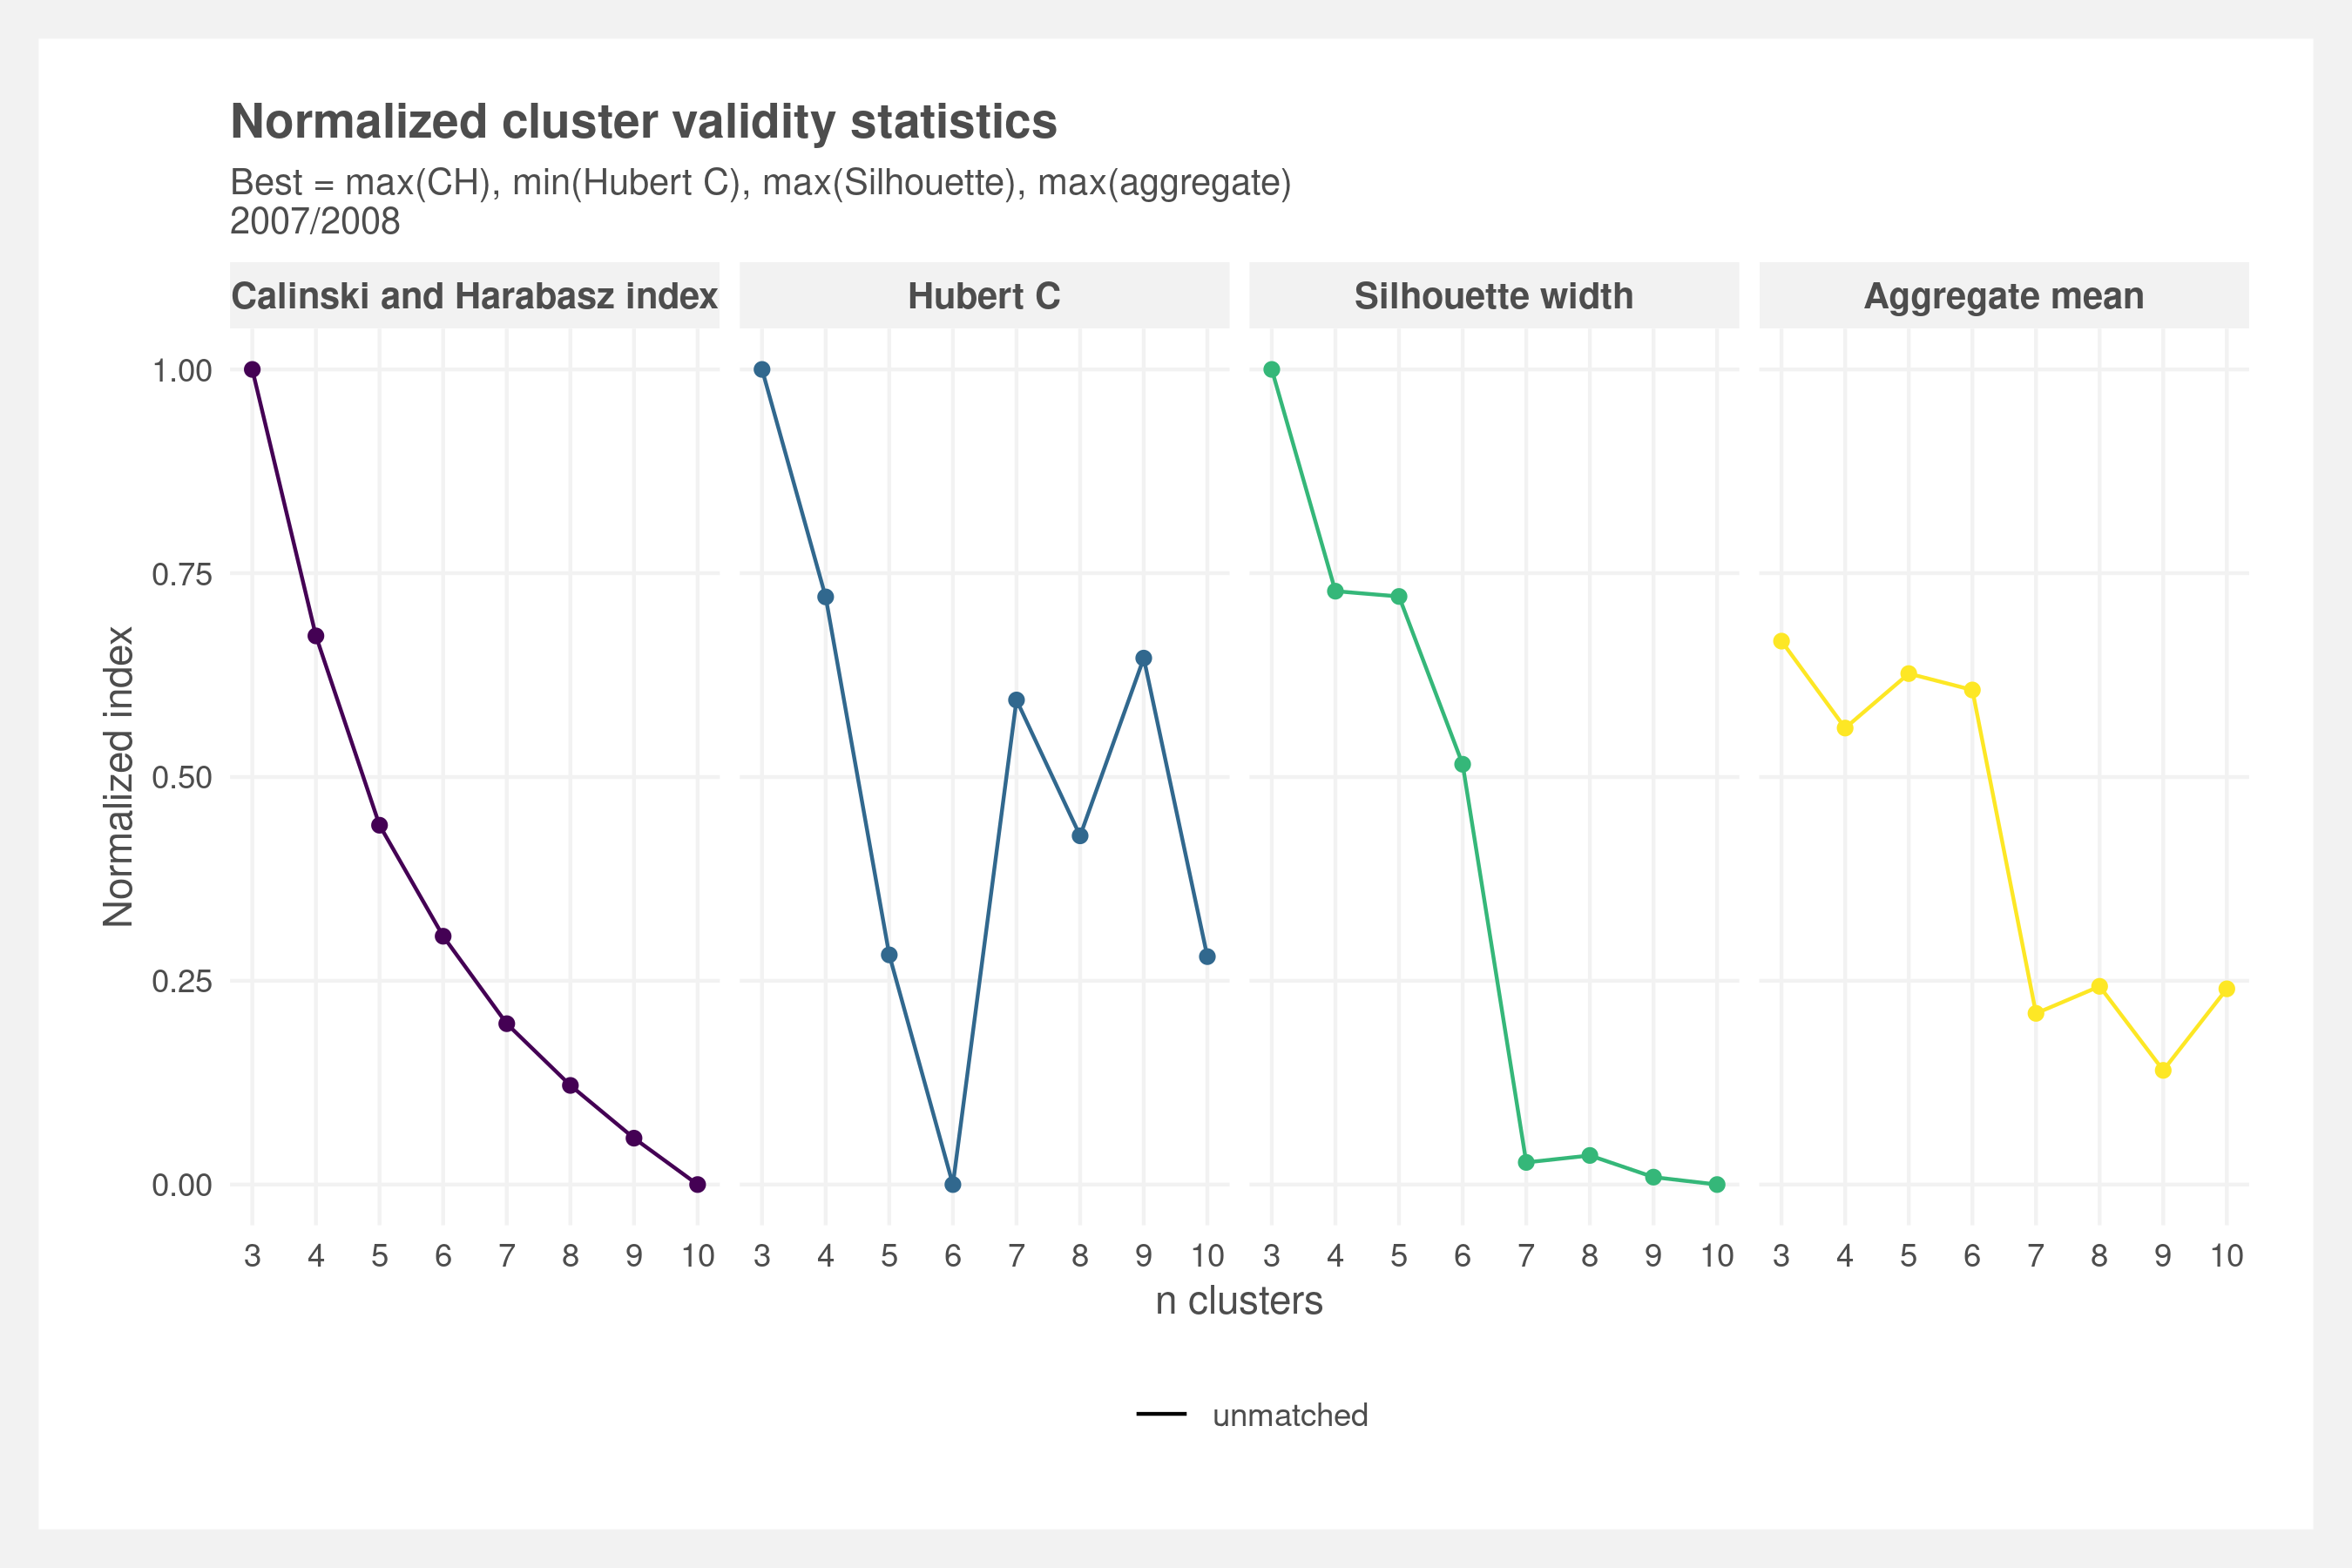 Normalized cluster validity statistics
Best = max(CH), min(Hubert C), max(Silhouette), max(aggregate)
2007/2008
Calinski and Harabasz index Hubert C Silhouette width Aggregate mean
Normalized index
1.00
0.75
0.50
0.25
0.00
3 4 5 6 7 8 9 10 3 4 5 6 7 8 9 10 3 4 5 6 7 8 9 10 3 4 5 6 7 8 9 10
n clusters
unmatched